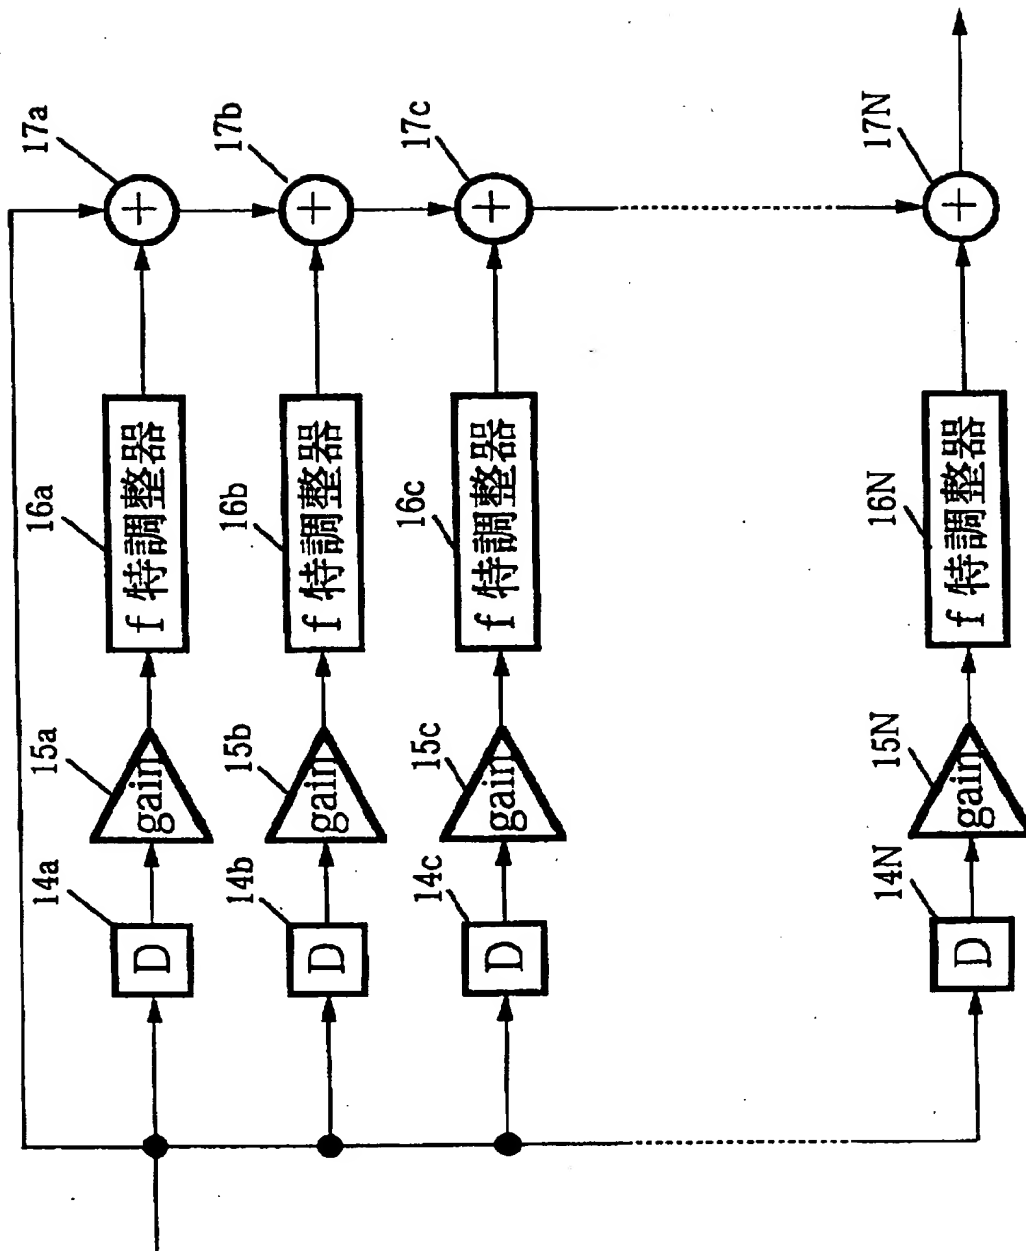 14a
15a
16a
17a
D
gain
f 特調整器
+
14b
15b
16b
17b
D
gain
f 特調整器
+
14c
15c
16c
17c
D
gain
f 特調整器
+
14N
15N
16N
17N
D
gain
f 特調整器
+